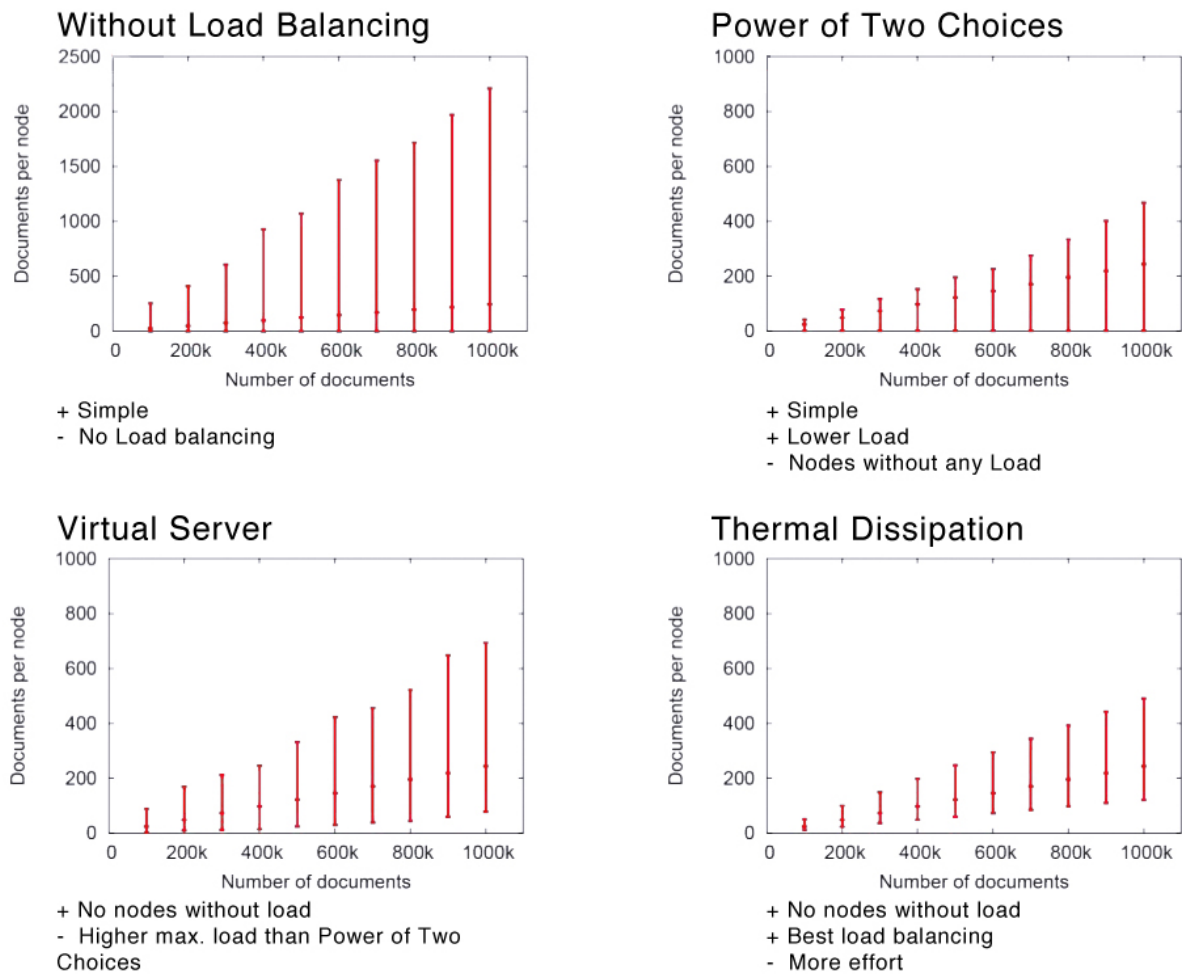 Without Load Balancing
2500
2000
1500
1000
500
0
Documents per node
0 200k 400k 600k 800k 1000k
Number of documents
+ Simple
- No Load balancing
Power of Two Choices
1000
800
600
400
200
0
Documents per node
0 200k 400k 600k 800k 1000k
Number of documents
+ Simple
+ Lower Load
- Nodes without any Load
Virtual Server
1000
800
600
400
200
0
Documents per node
0 200k 400k 600k 800k 1000k
Number of documents
+ No nodes without load
- Higher max. load than Power of Two
Choices
Thermal Dissipation
1000
800
600
400
200
0
Documents per node
0 200k 400k 600k 800k 1000k
Number of documents
+ No nodes without load
+ Best load balancing
- More effort